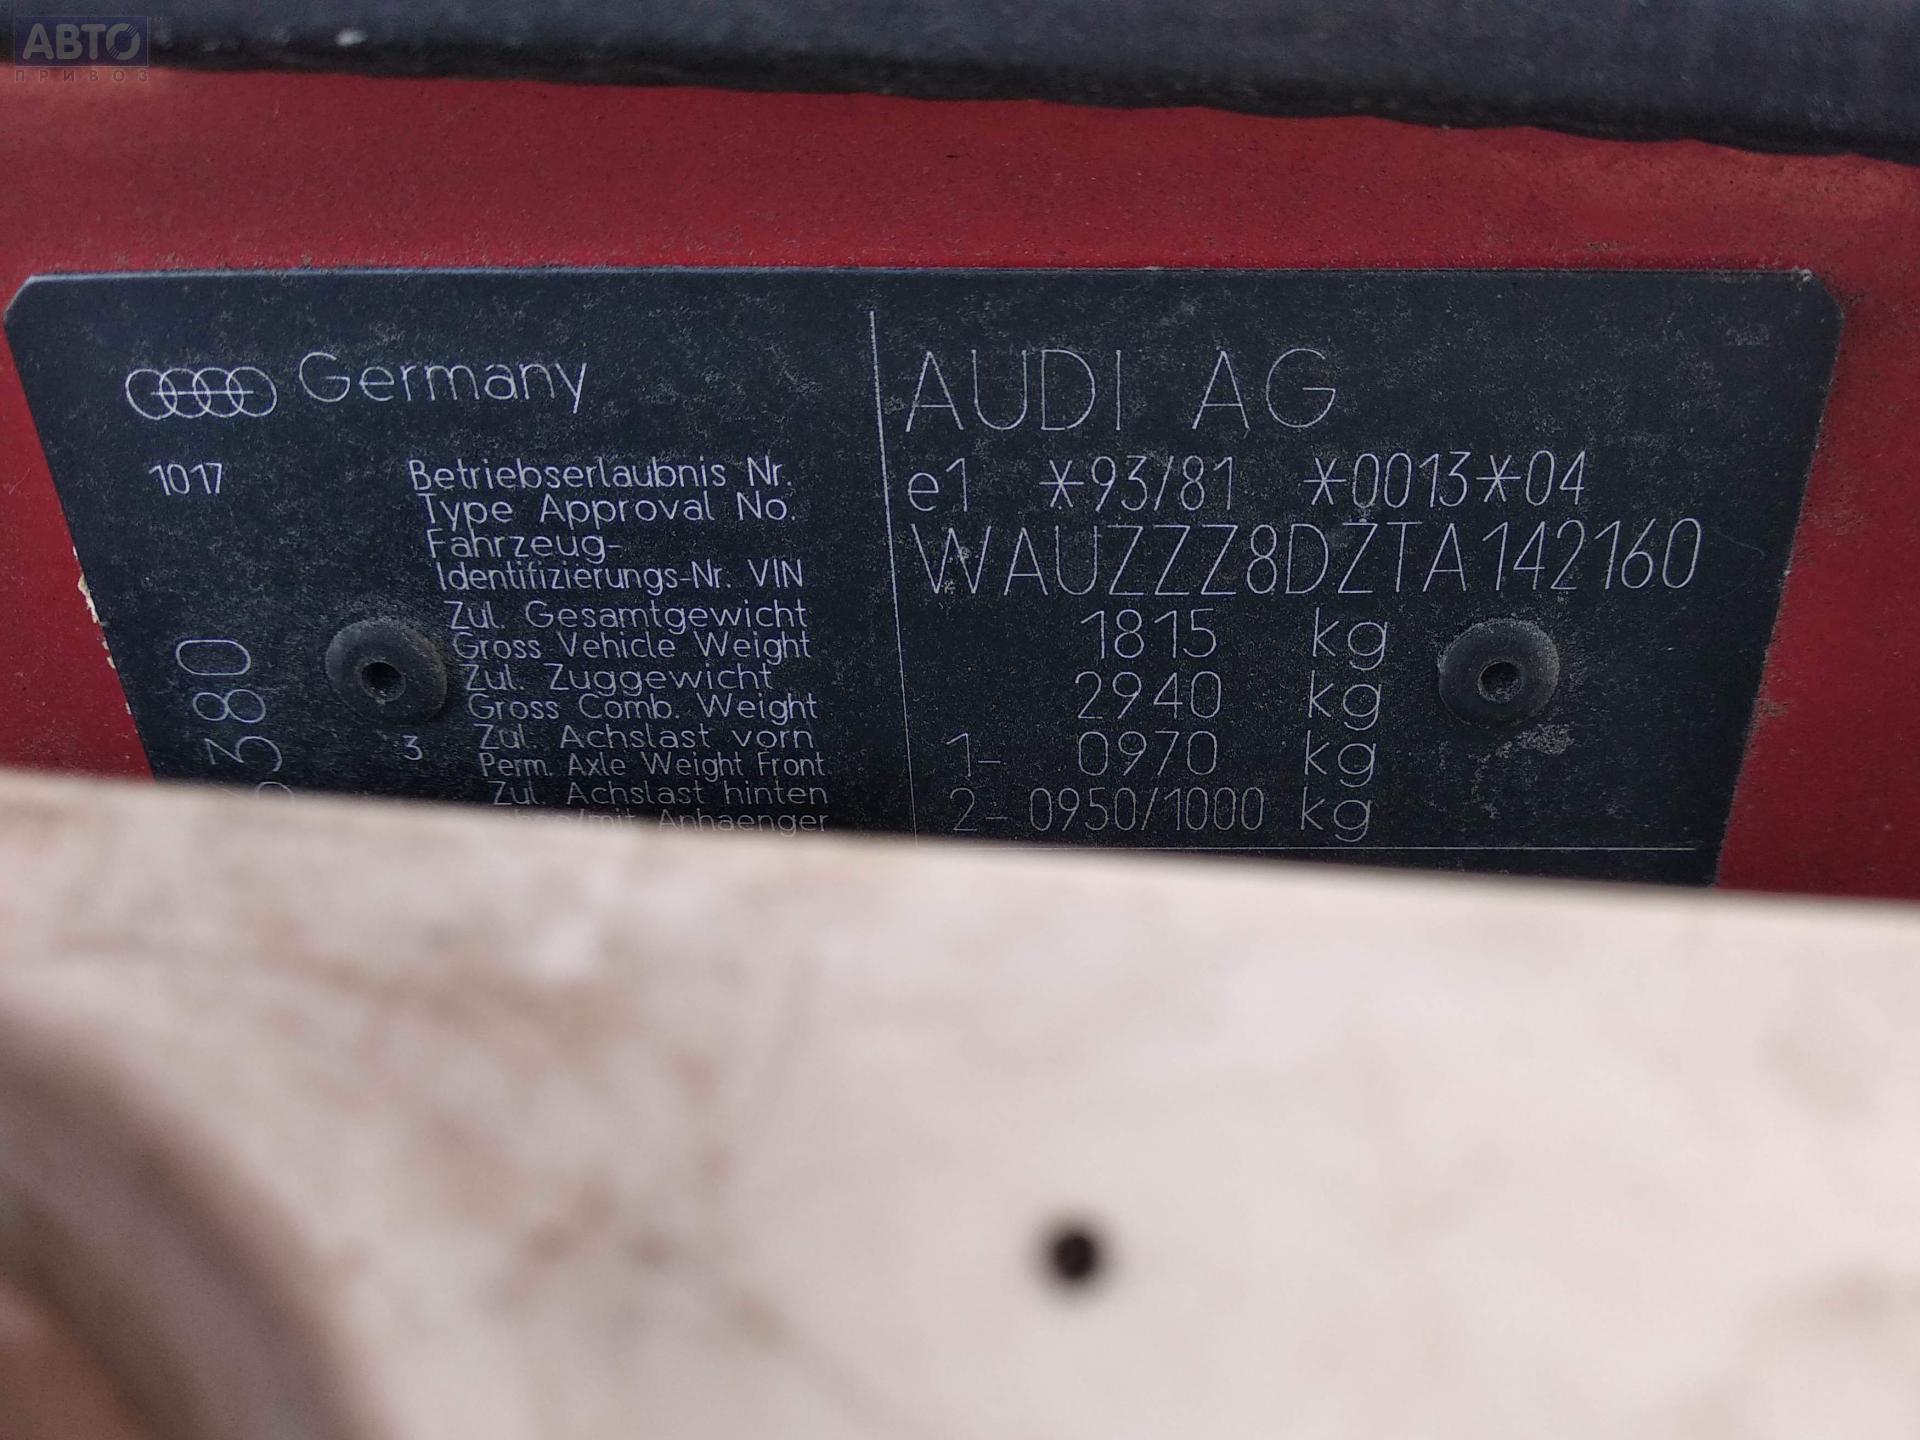 АВТО
ПРИВОЗ
Germany
AUDI AG
1017
Betriebserlaubnis Nr.
Type Approval No.
e1 *93/81 *0013*04
Fahrzeug-
Identifizierungs-Nr. VIN
WAUZZZ8DZTA142160
Zul. Gesamtgewicht
Gross Vehicle Weight
1815 kg
Zul. Zuggewicht
Gross Comb. Weight
2940 kg
3
Zul. Achslast vorn
Perm. Axle Weight Front
1- 0970 kg
Zul. Achslast hinten
2- 0950/1000 kg
/mit Anhaenger
380